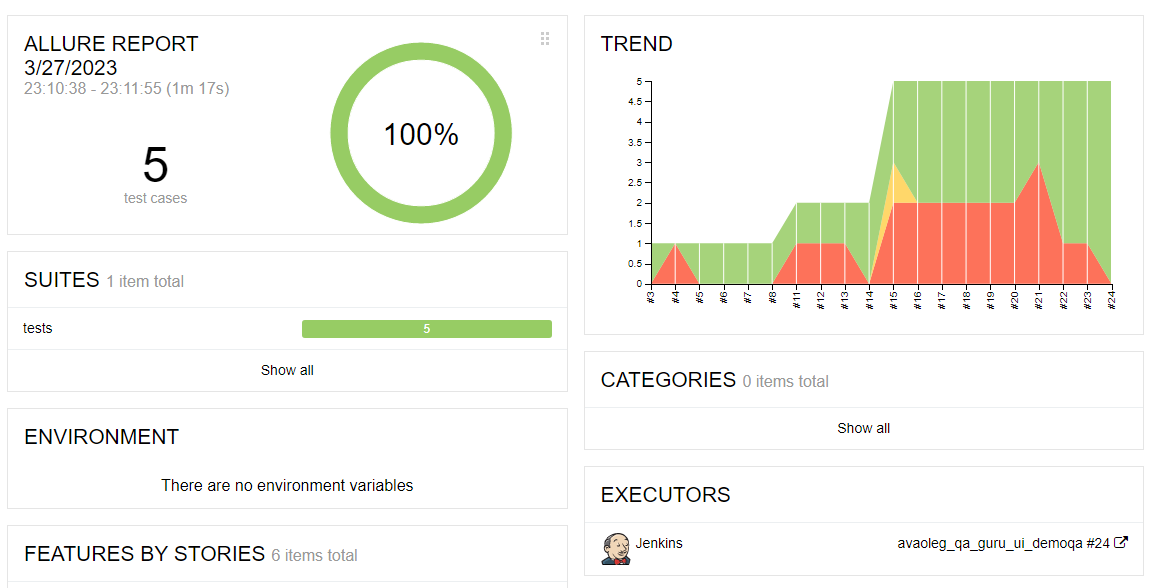 ALLURE REPORT
3/27/2023
23:10:38 - 23:11:55 (1m 17s)
5
test cases
100%
SUITES 1 item total
tests 5
Show all
ENVIRONMENT
There are no environment variables
FEATURES BY STORIES 6 items total
TREND
5
4.5
4
3.5
3
2.5
2
1.5
1
0.5
0
#3 #4 #5 #6 #7 #8 #11 #12 #13 #14 #15 #16 #17 #18 #19 #20 #21 #22 #23 #24
CATEGORIES 0 items total
Show all
EXECUTORS
Jenkins avaoleg_qa_guru_ui_demoqa #24